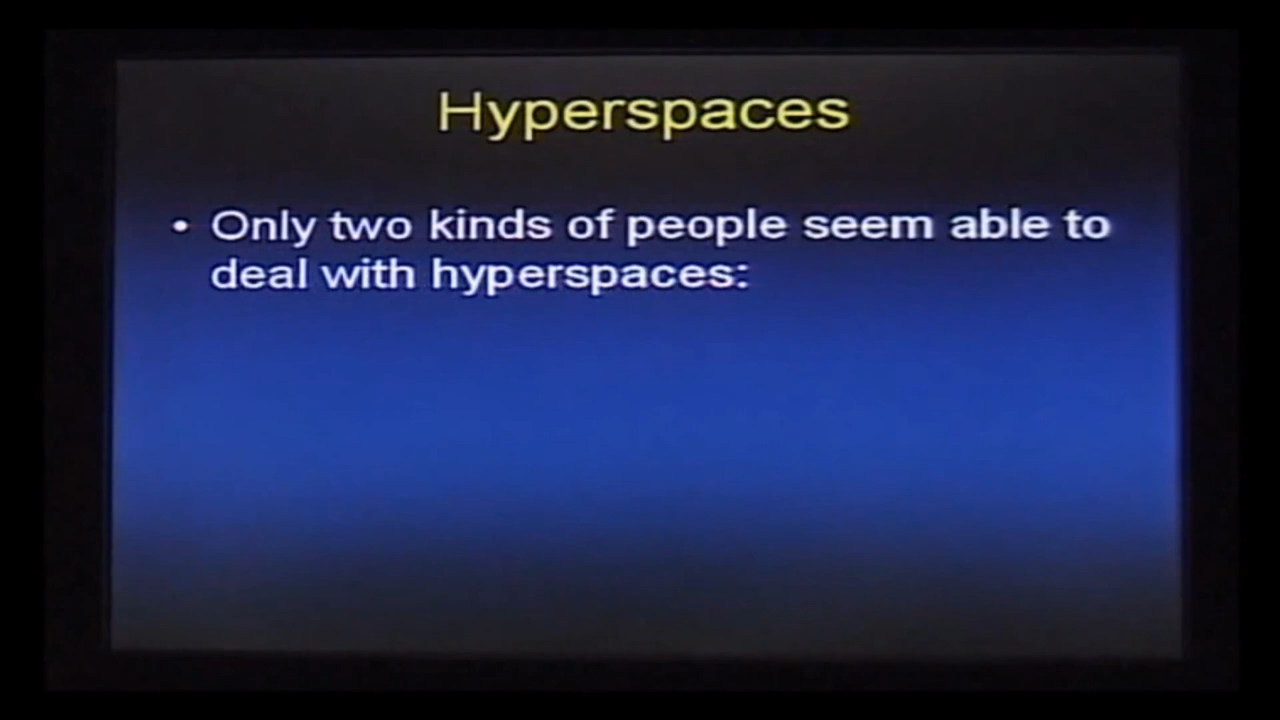 Hyperspaces
• Only two kinds of people seem able to
deal with hyperspaces: